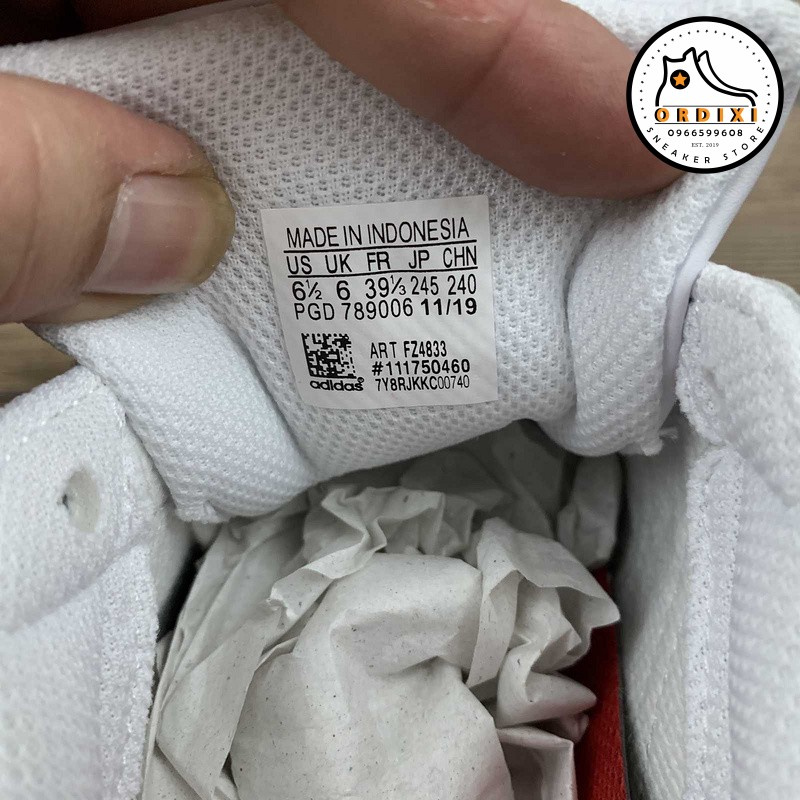 ORDIXI
0966599608
EST. 2019
SNEAKER STORE
MADE IN INDONESIA
US UK FR JP CHN
6½ 6 39⅓ 245 240
PGD 789006 11/19
ART FZ4833
#111750460
adidas
7Y8RJKKC00740